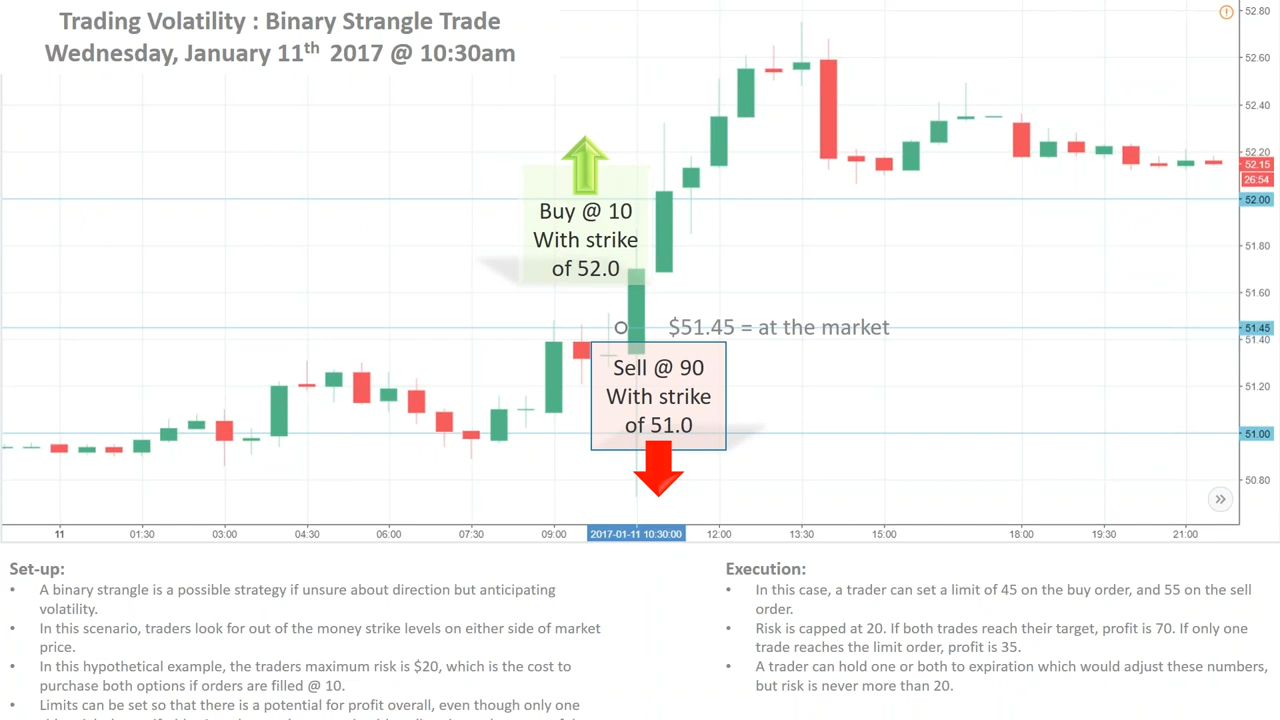 Trading Volatility : Binary Strangle Trade
Wednesday, January 11th 2017 @ 10:30am
52.80
52.60
52.40
52.20
52.15
26:54
52.00
51.80
51.60
51.45
51.40
51.20
51.00
50.80
Buy @ 10
With strike
of 52.0
$51.45 = at the market
Sell @ 90
With strike
of 51.0
11 01:30 03:00 04:30 06:00 07:30 09:00 2017-01-11 10:30:00 12:00 13:30 15:00 18:00 19:30 21:00
Set-up:
• A binary strangle is a possible strategy if unsure about direction but anticipating
volatility.
• In this scenario, traders look for out of the money strike levels on either side of market
price.
• In this hypothetical example, the traders maximum risk is $20, which is the cost to
purchase both options if orders are filled @ 10.
• Limits can be set so that there is a potential for profit overall, even though only one
Execution:
• In this case, a trader can set a limit of 45 on the buy order, and 55 on the sell
order.
• Risk is capped at 20. If both trades reach their target, profit is 70. If only one
trade reaches the limit order, profit is 35.
• A trader can hold one or both to expiration which would adjust these numbers,
but risk is never more than 20.